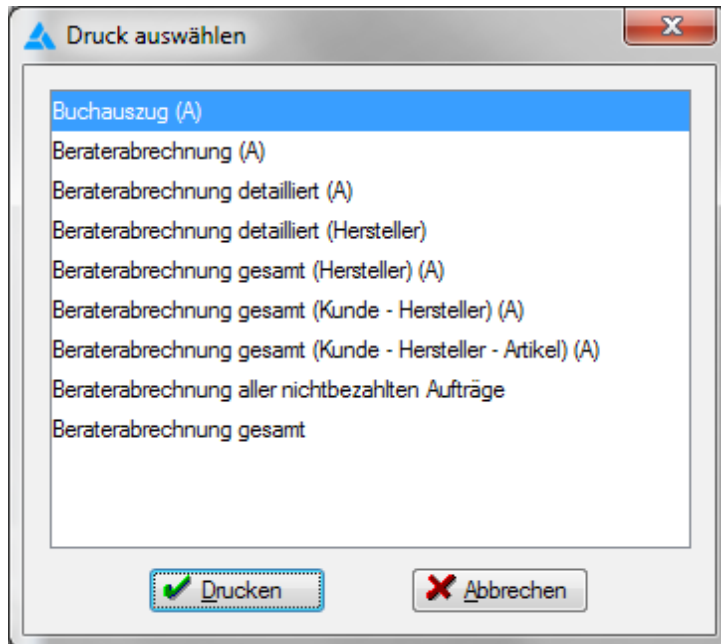 Druck auswählen
Buchauszug (A)
Beraterabrechnung (A)
Beraterabrechnung detailliert (A)
Beraterabrechnung detailliert (Hersteller)
Beraterabrechnung gesamt (Hersteller) (A)
Beraterabrechnung gesamt (Kunde - Hersteller) (A)
Beraterabrechnung gesamt (Kunde - Hersteller - Artikel) (A)
Beraterabrechnung aller nichtbezahlten Aufträge
Beraterabrechnung gesamt
Drucken Abbrechen